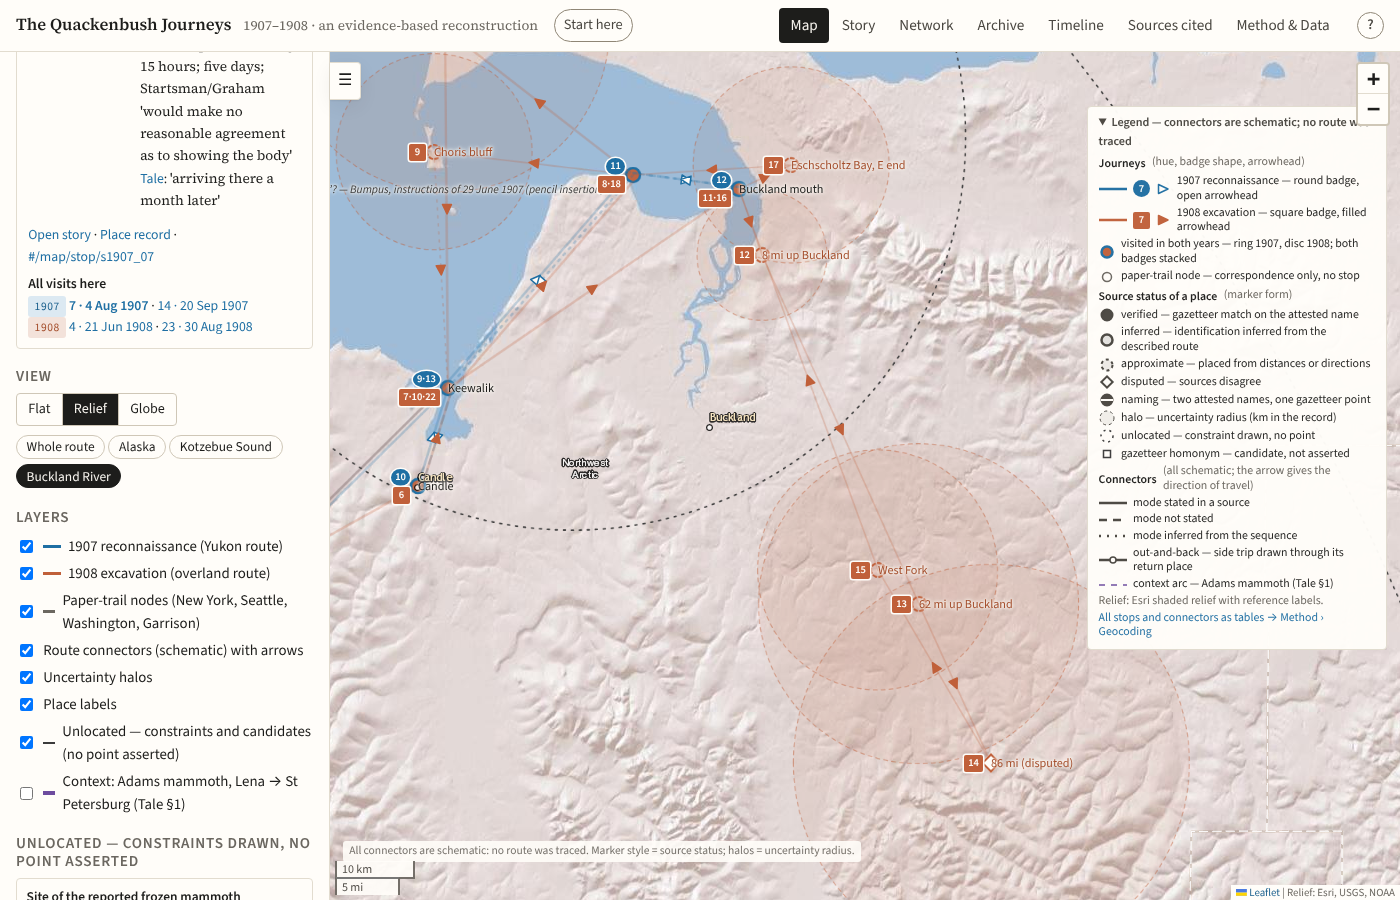 The Quackenbush Journeys
1907–1908 · an evidence-based reconstruction
Start here
Map
Story
Network
Archive
Timeline
Sources cited
Method & Data
?
15 hours; five days;
Startsman/Graham
'would make no
reasonable agreement
as to showing the body'
Tale: 'arriving there a
month later'
Open story · Place record ·
#/map/stop/s1907_07
All visits here
1907 7 · 4 Aug 1907 · 14 · 20 Sep 1907
1908 4 · 21 Jun 1908 · 23 · 30 Aug 1908
VIEW
Flat
Relief
Globe
Whole route
Alaska
Kotzebue Sound
Buckland River
LAYERS
1907 reconnaissance (Yukon route)
1908 excavation (overland route)
Paper-trail nodes (New York, Seattle,
Washington, Garrison)
Route connectors (schematic) with arrows
Uncertainty halos
Place labels
Unlocated — constraints and candidates
(no point asserted)
Context: Adams mammoth, Lena → St
Petersburg (Tale §1)
UNLOCATED — CONSTRAINTS DRAWN, NO
POINT ASSERTED
Site of the reported frozen mammoth
☰
9
Choris bluff
11
8·18
12
11·16
Buckland mouth
17
Eschscholtz Bay, E end
'? — Bumpus, instructions of 29 June 1907 (pencil insertion
12
8 mi up Buckland
9·13
7·10·22
Keewalik
10
6
Candle
Candle
Buckland
Northwest
Arctic
15
West Fork
13
62 mi up Buckland
14
86 mi (disputed)
+
−
▼ Legend — connectors are schematic; no route w
traced
Journeys (hue, badge shape, arrowhead)
7 1907 reconnaissance — round badge,
open arrowhead
7 1908 excavation — square badge, filled
arrowhead
visited in both years — ring 1907, disc 1908; both
badges stacked
paper-trail node — correspondence only, no stop
Source status of a place (marker form)
verified — gazetteer match on the attested name
inferred — identification inferred from the
described route
approximate — placed from distances or directions
disputed — sources disagree
naming — two attested names, one gazetteer point
halo — uncertainty radius (km in the record)
unlocated — constraint drawn, no point
gazetteer homonym — candidate, not asserted
Connectors (all schematic; the arrow gives the
direction of travel)
mode stated in a source
mode not stated
mode inferred from the sequence
out-and-back — side trip drawn through its
return place
context arc — Adams mammoth (Tale §1)
Relief: Esri shaded relief with reference labels.
All stops and connectors as tables → Method ›
Geocoding
All connectors are schematic: no route was traced. Marker style = source status; halos = uncertainty radius.
10 km
5 mi
Leaflet | Relief: Esri, USGS, NOAA